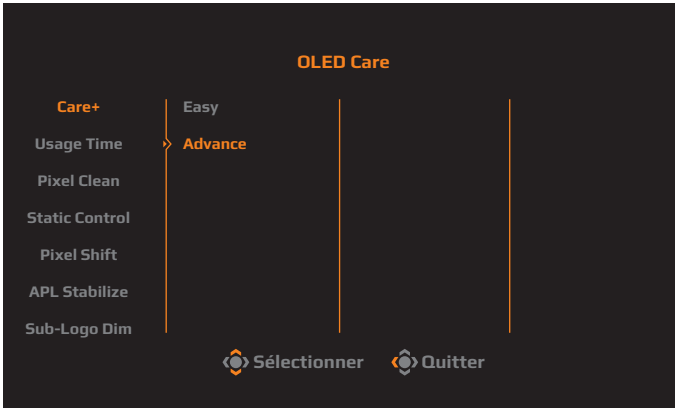 OLED Care
Care+
Easy
Usage Time
Advance
Pixel Clean
Static Control
Pixel Shift
APL Stabilize
Sub-Logo Dim
Sélectionner
Quitter